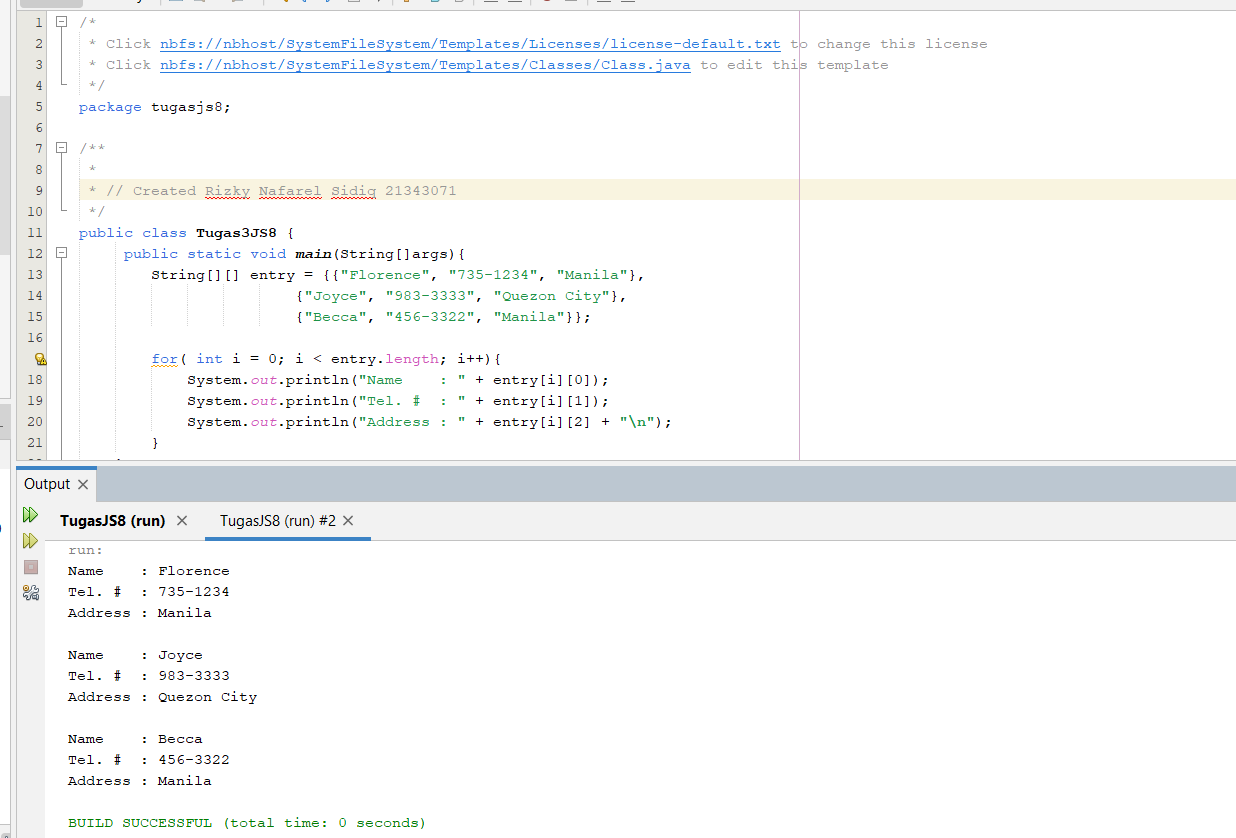 1 /*
2 * Click nbfs://nbhost/SystemFileSystem/Templates/Licenses/license-default.txt to change this license
3 * Click nbfs://nbhost/SystemFileSystem/Templates/Classes/Class.java to edit this template
4 */
5 package tugasjs8;
6
7 /**
8 *
9 * // Created Rizky Nafarel Sidiq 21343071
10 */
11 public class Tugas3JS8 {
12 public static void main(String[]args){
13 String[][] entry = {{"Florence", "735-1234", "Manila"},
14 {"Joyce", "983-3333", "Quezon City"},
15 {"Becca", "456-3322", "Manila"}};
16
for( int i = 0; i < entry.length; i++){
18 System.out.println("Name    : " + entry[i][0]);
19 System.out.println("Tel. #  : " + entry[i][1]);
20 System.out.println("Address : " + entry[i][2] + "\n");
21 }
Output
TugasJS8 (run) TugasJS8 (run) #2
run:
Name    : Florence
Tel. #  : 735-1234
Address : Manila
Name    : Joyce
Tel. #  : 983-3333
Address : Quezon City
Name    : Becca
Tel. #  : 456-3322
Address : Manila
BUILD SUCCESSFUL (total time: 0 seconds)